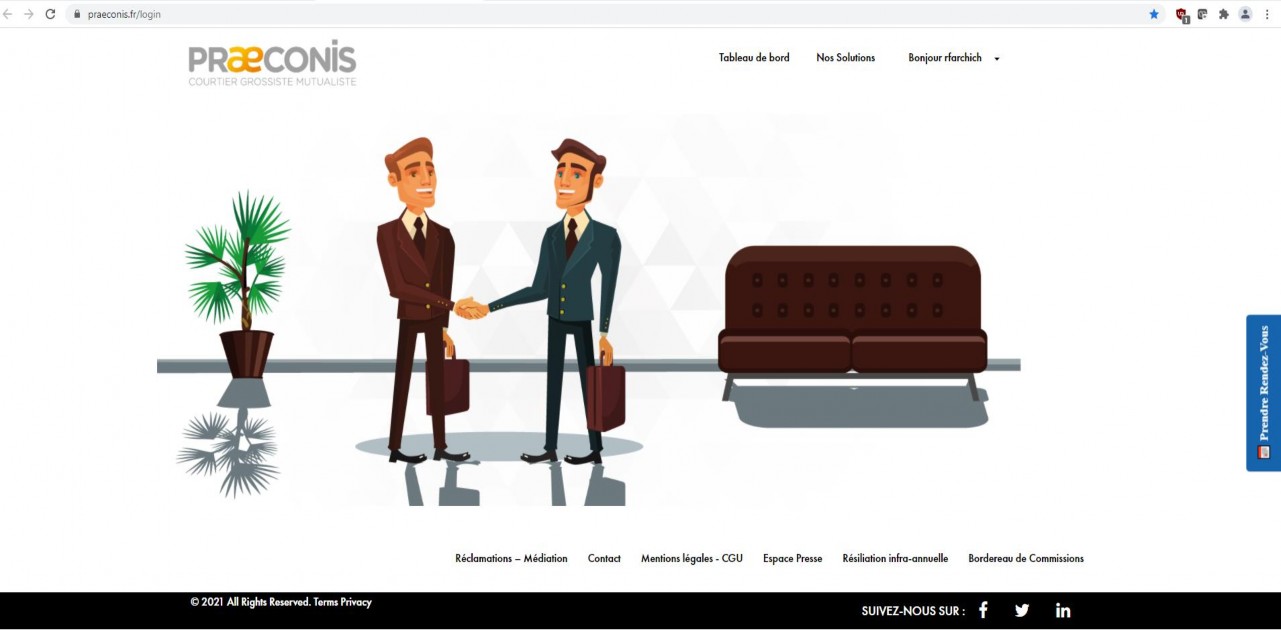 praeconis.fr/login
PRÆCONIS
COURTIER GROSSISTE MUTUALISTE
Tableau de bord
Nos Solutions
Bonjour rfarchich
Prendre Rendez-Vous
Réclamations – Médiation
Contact
Mentions légales - CGU
Espace Presse
Résiliation infra-annuelle
Bordereau de Commissions
© 2021 All Rights Reserved. Terms Privacy
SUIVEZ-NOUS SUR :